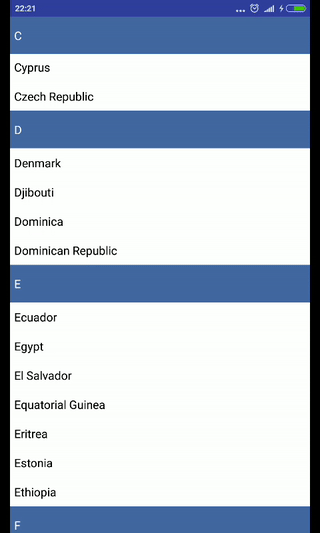 22:21
C
Cyprus
Czech Republic
D
Denmark
Djibouti
Dominica
Dominican Republic
E
Ecuador
Egypt
El Salvador
Equatorial Guinea
Eritrea
Estonia
Ethiopia
F